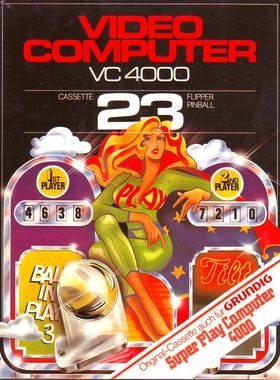 VIDEO
COMPUTER
VC 4000
CASSETTE
23
FLIPPER
PINBALL
1ST
PLAYER
2ND
PLAYER
4638
7210
PLAY
BALL
IN
PLAY
3
Tilt
Original-Cassette auch für GRUNDIG
Super Play Computer
4000